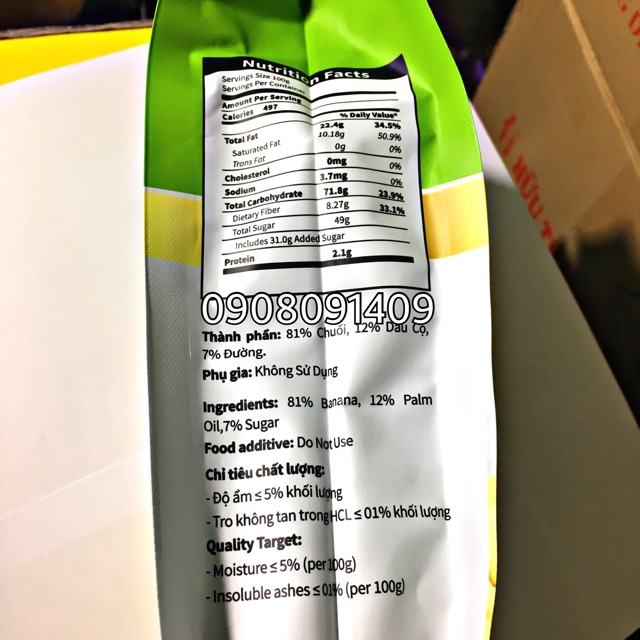 Nutrition Facts
Servings Size 100g
Servings Per Container
Amount Per Serving
Calories 497
% Daily Value*
Total Fat 22.4g 34.5%
Saturated Fat 10.18g 50.9%
Trans Fat 0g 0%
Cholesterol 0mg 0%
Sodium 3.7mg 0%
Total Carbohydrate 71.8g 23.9%
Dietary Fiber 8.27g 33.1%
Total Sugar 49g
Includes 31.0g Added Sugar
Protein 2.1g
0908091409
Thành phần: 81% Chuối, 12% Dầu Cọ,
7% Đường.
Phụ gia: Không Sử Dụng
Ingredients: 81% Banana, 12% Palm
Oil,7% Sugar
Food additive: Do Not Use
Chỉ tiêu chất lượng:
- Độ ẩm ≤ 5% khối lượng
- Tro không tan trong HCL ≤ 01% khối lượng
Quality Target:
- Moisture ≤ 5% (per 100g)
- Insoluble ashes ≤ 01% (per 100g)
HỮU